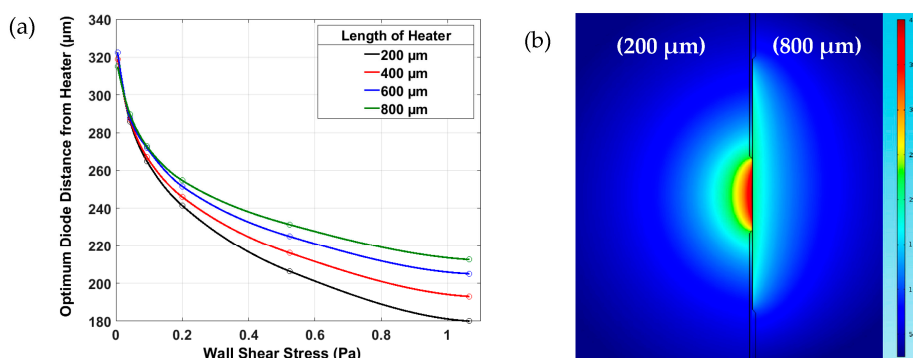 (a)
Optimum Diode Distance from Heater (µm)
340
320
300
280
260
240
220
200
180
0
0.2
0.4
0.6
0.8
1
Wall Shear Stress (Pa)
Length of Heater
200 µm
400 µm
600 µm
800 µm
(b)
(200 µm)
(800 µm)